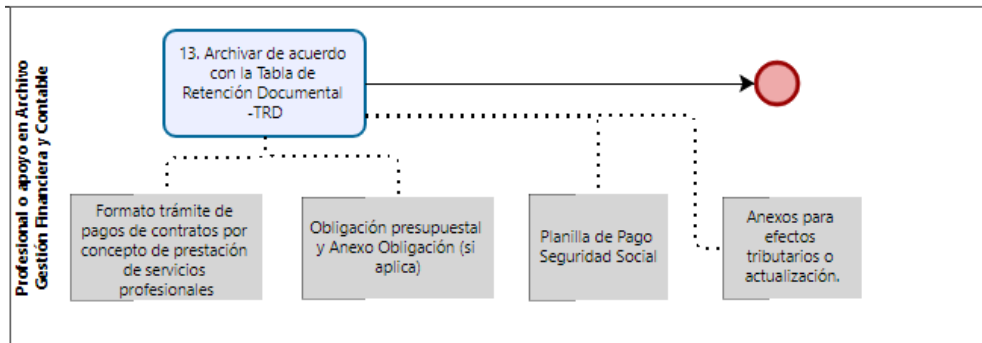 Profesional o apoyo en Archivo
Gestión Financiera y Contable
13. Archivar de acuerdo
con la Tabla de
Retención Documental
-TRD
Formato trámite de
pagos de contratos por
concepto de prestación
de servicios
profesionales
Obligación presupuestal
y Anexo Obligación (si
aplica)
Planilla de Pago
Seguridad Social
Anexos para
efectos
tributarios o
actualización.